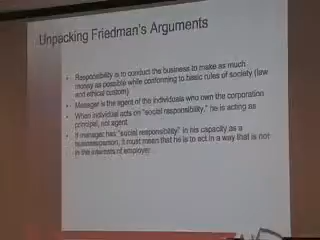 Unpacking Friedman's Arguments
• Responsibility is to conduct the business to make as much
money as possible while conforming to basic rules of society (law
and ethical custom)
• Manager is the agent of the individuals who own the corporation
• When individual acts on "social responsibility," he is acting as
principal, not agent
• If manager has "social responsibility" in his capacity as a
businessperson, it must mean that he is to act in a way that is not
in the interests of employer